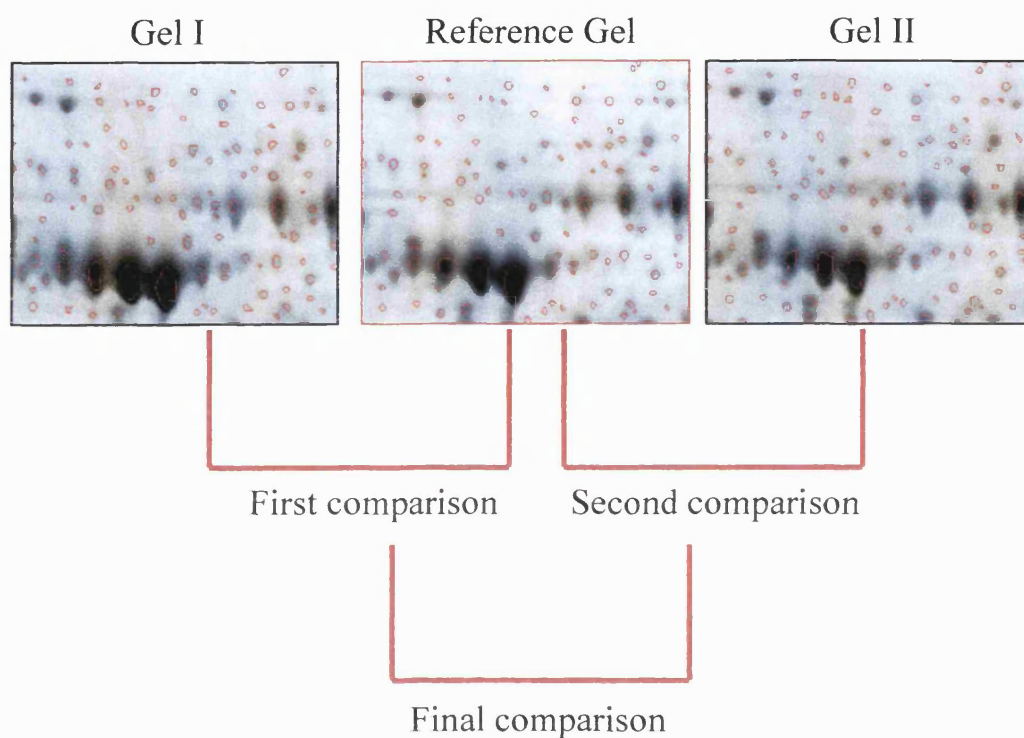 Gel I
Reference Gel
Gel II
First comparison
Second comparison
Final comparison